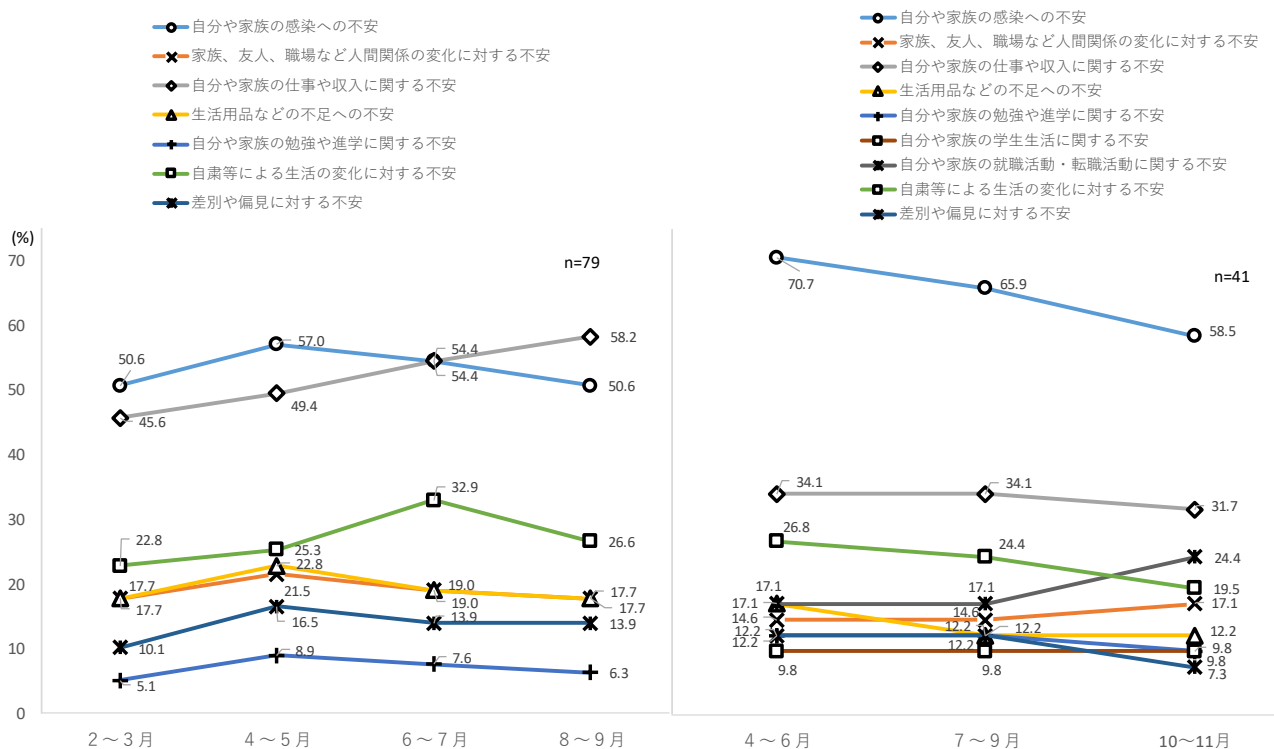 自分や家族の感染への不安
家族、友人、職場など人間関係の変化に対する不安
自分や家族の仕事や収入に関する不安
生活用品などの不足への不安
自分や家族の勉強や進学に関する不安
自粛等による生活の変化に対する不安
差別や偏見に対する不安
(%)
70
60
50
40
30
20
10
0
n=79
50.6
57.0
54.4
54.4
58.2
50.6
45.6
49.4
32.9
22.8
25.3
22.8
26.6
17.7
17.7
21.5
19.0
19.0
17.7
17.7
10.1
16.5
13.9
13.9
5.1
8.9
7.6
6.3
2～3月
4～5月
6～7月
8～9月
自分や家族の感染への不安
家族、友人、職場など人間関係の変化に対する不安
自分や家族の仕事や収入に関する不安
生活用品などの不足への不安
自分や家族の勉強や進学に関する不安
自分や家族の学生生活に関する不安
自分や家族の就職活動・転職活動に関する不安
自粛等による生活の変化に対する不安
差別や偏見に対する不安
n=41
70.7
65.9
58.5
34.1
34.1
31.7
26.8
24.4
24.4
19.5
17.1
17.1
17.1
17.1
14.6
14.6
12.2
12.2
12.2
12.2
12.2
12.2
9.8
9.8
9.8
9.8
7.3
4～6月
7～9月
10～11月